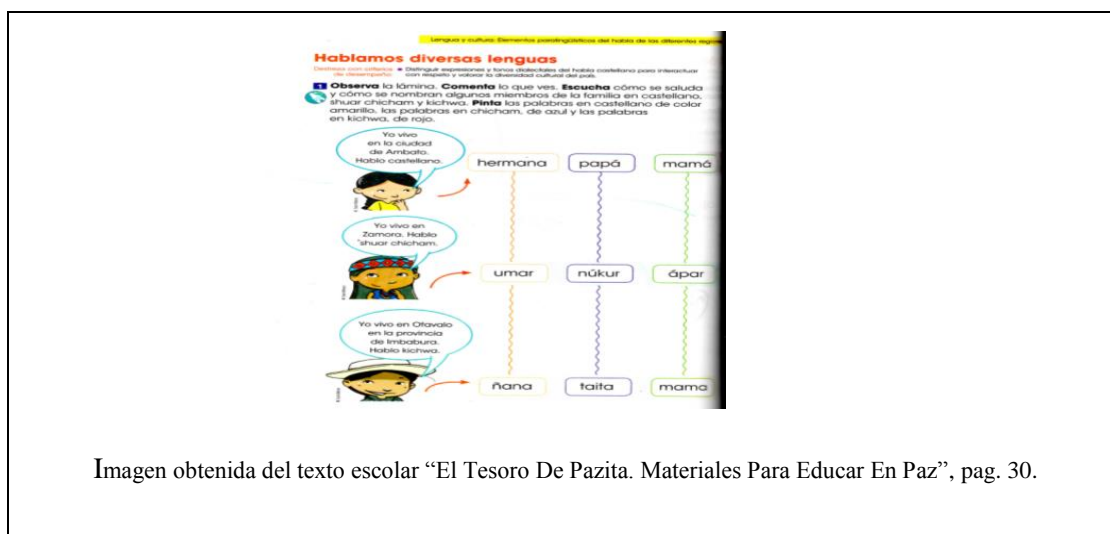 Lengua y cultura. Elementos paralingüísticos del habla de las diferentes
Hablamos diversas lenguas
Destrezas con criterios de desempeño: • Distinguir expresiones y tonos dialectales del habla castellano para interactuar
con respeto y valorar la diversidad cultural del país.
1 Observa la lámina. Comenta lo que ves. Escucha cómo se saluda
y cómo se nombran algunos miembros de la familia en castellano,
shuar chicham y kichwa. Pinta las palabras en castellano de color
amarillo, las palabras en chicham, de azul y las palabras
en kichwa, de rojo.
Yo vivo
en la ciudad
de Ambato.
Hablo castellano.
hermana papá mamá
Yo vivo en
Zamora. Hablo
shuar chicham.
umar núkur ápar
Yo vivo en Otavalo
en la provincia
de Imbabura.
Hablo kichwa.
ñana taita mama
Imagen obtenida del texto escolar “El Tesoro De Pazita. Materiales Para Educar En Paz”, pag. 30.